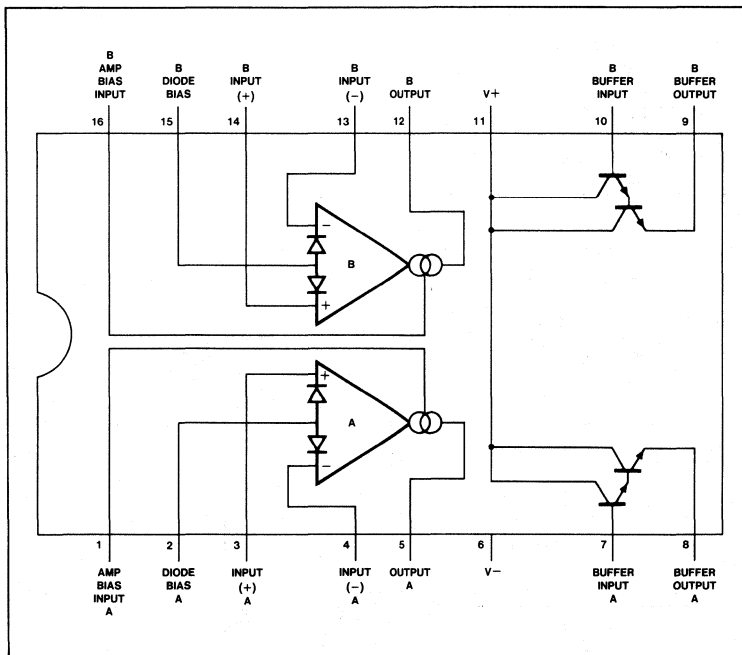 B
AMP
BIAS
INPUT
B
DIODE
BIAS
B
INPUT
(+)
B
INPUT
(−)
B
OUTPUT
V+
B
BUFFER
INPUT
B
BUFFER
OUTPUT
16 15 14 13 12 11 10 9
−
B
+
+
A
−
1 2 3 4 5 6 7 8
AMP
BIAS
INPUT
A
DIODE
BIAS
A
INPUT
(+)
A
INPUT
(−)
A
OUTPUT
A
V−
BUFFER
INPUT
A
BUFFER
OUTPUT
A